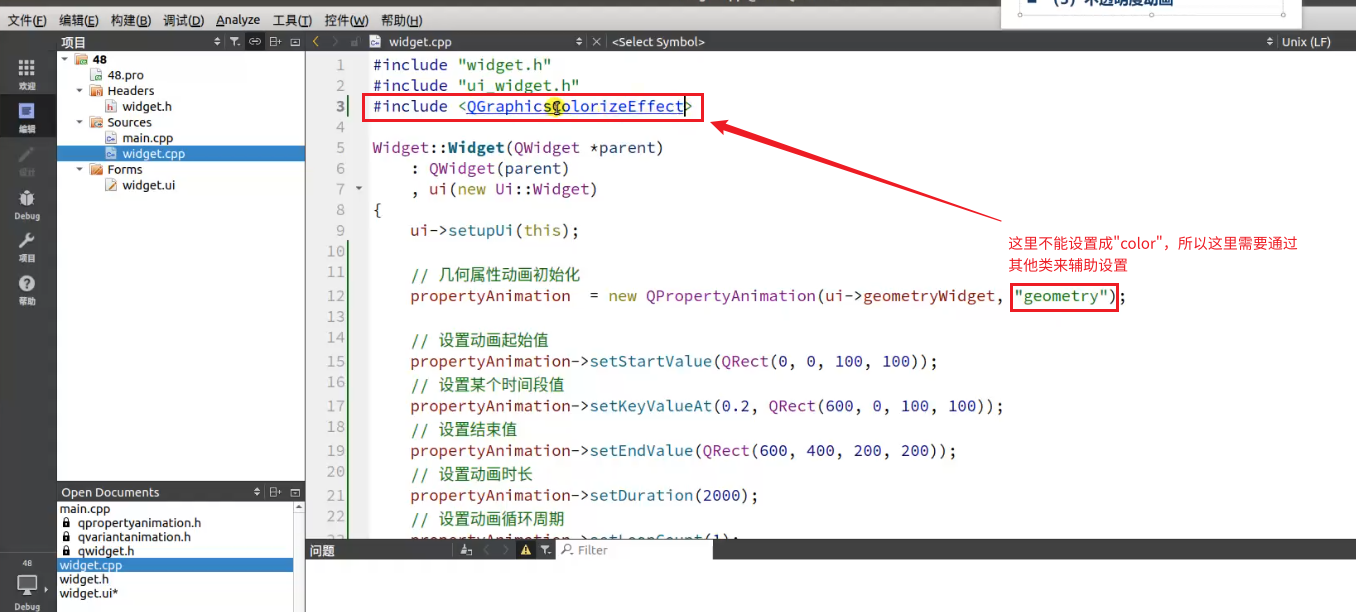 （3）不透明度动画
文件(F) 编辑(E) 构建(B) 调试(D) Analyze 工具(T) 控件(W) 帮助(H)
项目
widget.cpp
<Select Symbol>
Unix (LF)
欢迎
编辑
Debug
项目
帮助
48
Debug
48
48.pro
Headers
widget.h
Sources
main.cpp
widget.cpp
Forms
widget.ui
Open Documents
main.cpp
qpropertyanimation.h
qvariantanimation.h
qwidget.h
widget.cpp
widget.h
widget.ui*
1 #include "widget.h"
2 #include "ui_widget.h"
3 #include <QGraphicsColorizeEffect>
4
5 Widget::Widget(QWidget *parent)
6 : QWidget(parent)
7 , ui(new Ui::Widget)
8 {
9 ui->setupUi(this);
10
11 // 几何属性动画初始化
12 propertyAnimation = new QPropertyAnimation(ui->geometryWidget, "geometry");
13
14 // 设置动画起始值
15 propertyAnimation->setStartValue(QRect(0, 0, 100, 100));
16 // 设置某个时间段值
17 propertyAnimation->setKeyValueAt(0.2, QRect(600, 0, 100, 100));
18 // 设置结束值
19 propertyAnimation->setEndValue(QRect(600, 400, 200, 200));
20 // 设置动画时长
21 propertyAnimation->setDuration(2000);
22 // 设置动画循环周期
propertyAnimation->setLoopCount(1);
这里不能设置成"color"，所以这里需要通过
其他类来辅助设置
问题
Filter